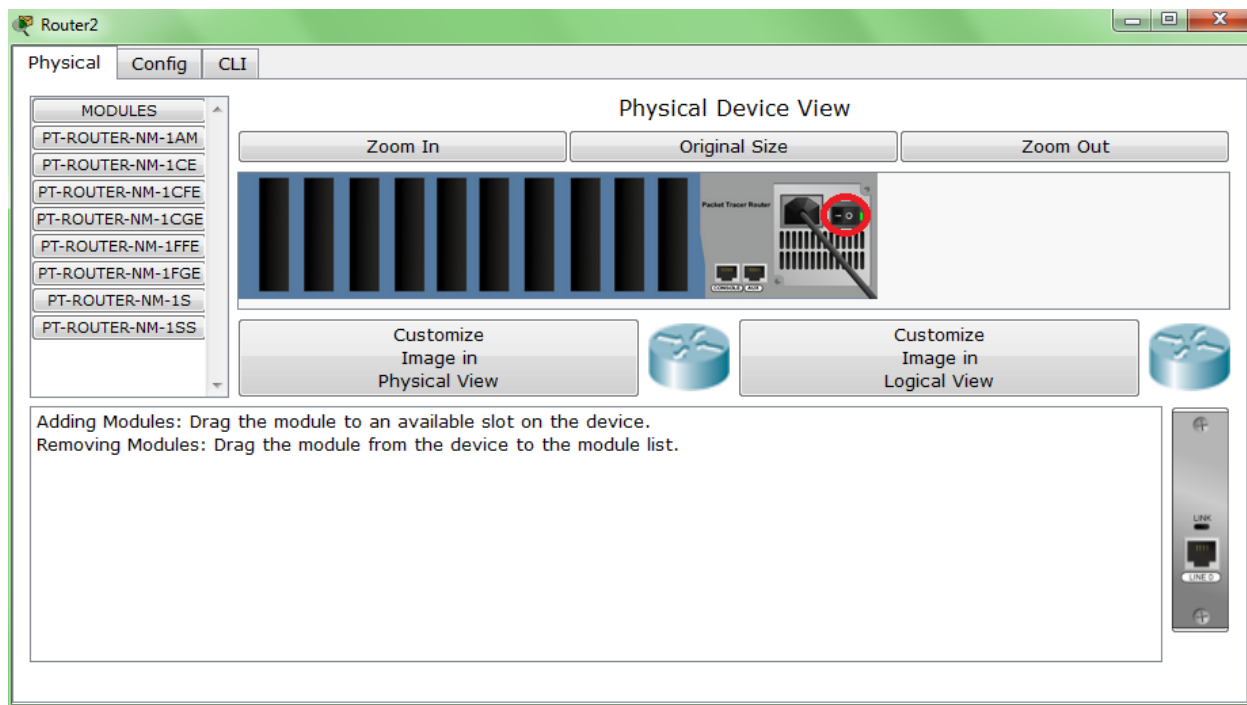 Router2
Physical Config CLI
MODULES
PT-ROUTER-NM-1AM
PT-ROUTER-NM-1CE
PT-ROUTER-NM-1CFE
PT-ROUTER-NM-1CGE
PT-ROUTER-NM-1FFE
PT-ROUTER-NM-1FGE
PT-ROUTER-NM-1S
PT-ROUTER-NM-1SS
Physical Device View
Zoom In Original Size Zoom Out
Packet Tracer Router
CONSOLE AUX
Customize
Image in
Physical View
Customize
Image in
Logical View
Adding Modules: Drag the module to an available slot on the device.
Removing Modules: Drag the module from the device to the module list.
LINK
LINE 0